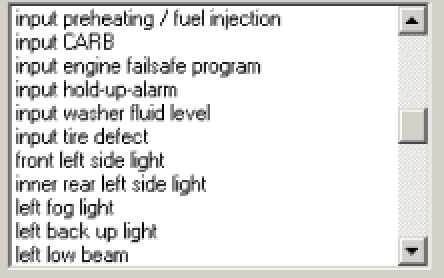 input preheating / fuel injection
input CARB
input engine failsafe program
input hold-up-alarm
input washer fluid level
input tire defect
front left side light
inner rear left side light
left fog light
left back up light
left low beam